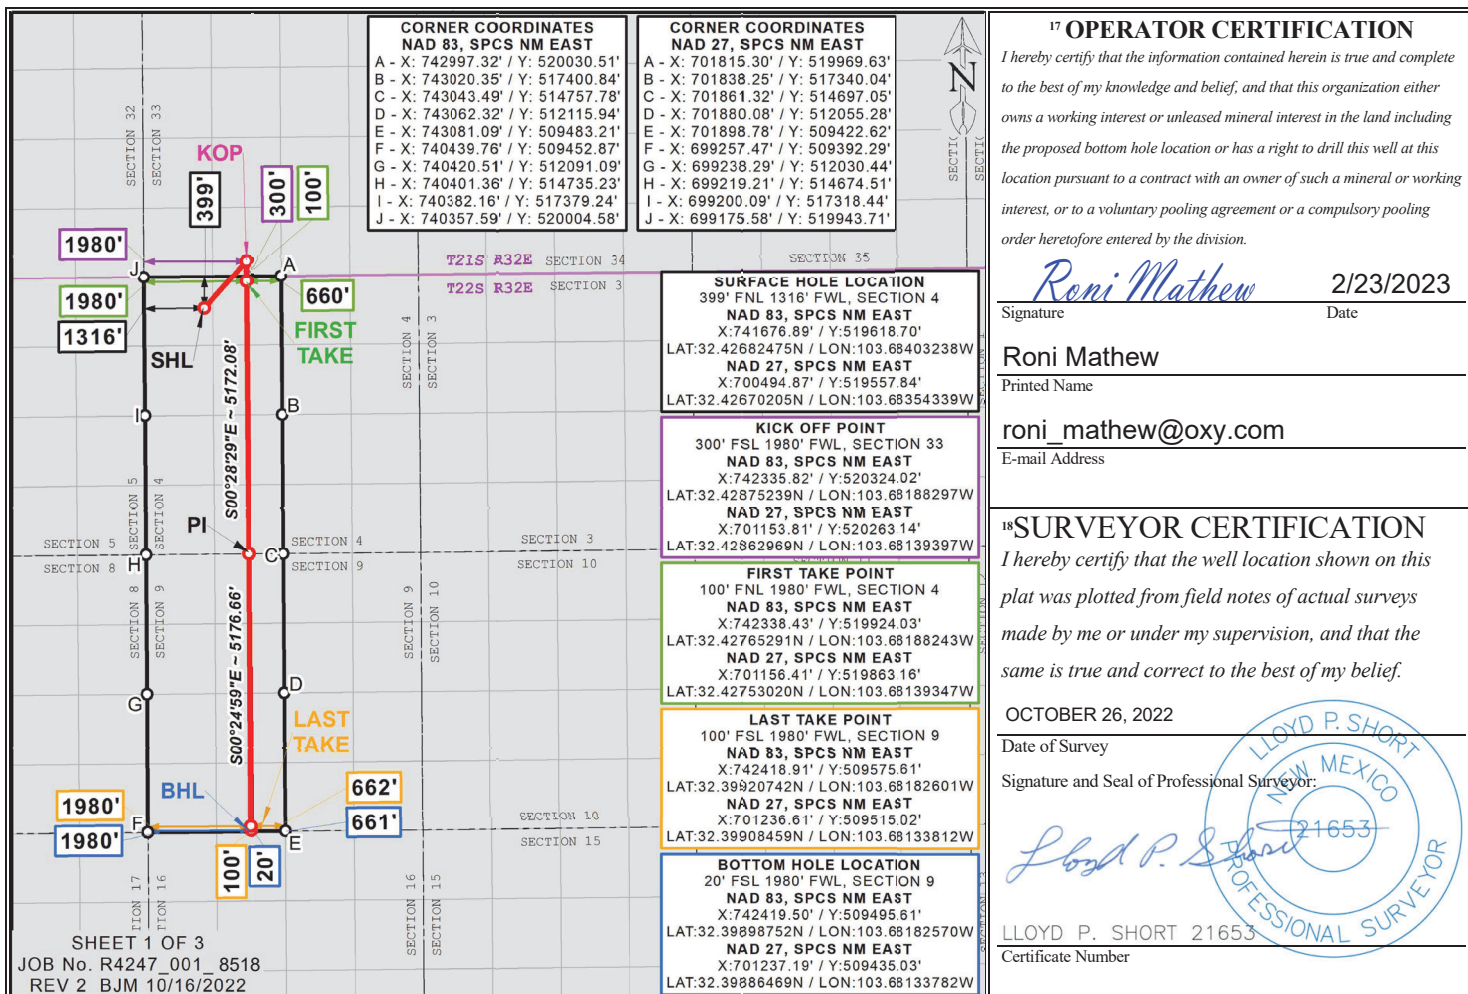 CORNER COORDINATES
NAD 83, SPCS NM EAST
A - X: 742997.32' / Y: 520030.51'
B - X: 743020.35' / Y: 517400.84'
C - X: 743043.49' / Y: 514757.78'
D - X: 743062.32' / Y: 512115.94'
E - X: 743081.09' / Y: 509483.21'
F - X: 740439.76' / Y: 509452.87'
G - X: 740420.51' / Y: 512091.09'
H - X: 740401.36' / Y: 514735.23'
I - X: 740382.16' / Y: 517379.24'
J - X: 740357.59' / Y: 520004.58'
CORNER COORDINATES
NAD 27, SPCS NM EAST
A - X: 701815.30' / Y: 519969.63'
B - X: 701838.25' / Y: 517340.04'
C - X: 701861.32' / Y: 514697.05'
D - X: 701880.08' / Y: 512055.28'
E - X: 701898.78' / Y: 509422.62'
F - X: 699257.47' / Y: 509392.29'
G - X: 699238.29' / Y: 512030.44'
H - X: 699219.21' / Y: 514674.51'
I - X: 699200.09' / Y: 517318.44'
J - X: 699175.58' / Y: 519943.71'
N
SECTION 32
SECTION 33
KOP
399'
300'
100'
1980'
J
A
T21S R32E SECTION 34
SECTION 35
T22S R32E SECTION 3
1980'
660'
1316'
SHL
FIRST
TAKE
SECTION 4
SECTION 3
S00°28'29"E ~ 5172.08'
I
B
SECTION 5
SECTION 4
PI
SECTION 5
SECTION 8
H
C
SECTION 4
SECTION 9
SECTION 3
SECTION 10
SECTION 8
SECTION 9
SECTION 9
SECTION 10
G
D
S00°24'59"E ~ 5176.66'
LAST
TAKE
BHL
1980'
662'
1980'
661'
F
E
100'
20'
SECTION 10
SECTION 15
TION 17
TION 16
SECTION 16
SECTION 15
SHEET 1 OF 3
JOB No. R4247_001_8518
REV 2 BJM 10/16/2022
SURFACE HOLE LOCATION
399' FNL 1316' FWL, SECTION 4
NAD 83, SPCS NM EAST
X:741676.89' / Y:519618.70'
LAT:32.42682475N / LON:103.68403238W
NAD 27, SPCS NM EAST
X:700494.87' / Y:519557.84'
LAT:32.42670205N / LON:103.68354339W
KICK OFF POINT
300' FSL 1980' FWL, SECTION 33
NAD 83, SPCS NM EAST
X:742335.82' / Y:520324.02'
LAT:32.42875239N / LON:103.68188297W
NAD 27, SPCS NM EAST
X:701153.81' / Y:520263.14'
LAT:32.42862969N / LON:103.68139397W
FIRST TAKE POINT
100' FNL 1980' FWL, SECTION 4
NAD 83, SPCS NM EAST
X:742338.43' / Y:519924.03'
LAT:32.42765291N / LON:103.68188243W
NAD 27, SPCS NM EAST
X:701156.41' / Y:519863.16'
LAT:32.42753020N / LON:103.68139347W
LAST TAKE POINT
100' FSL 1980' FWL, SECTION 9
NAD 83, SPCS NM EAST
X:742418.91' / Y:509575.61'
LAT:32.39920742N / LON:103.68182601W
NAD 27, SPCS NM EAST
X:701236.61' / Y:509515.02'
LAT:32.39908459N / LON:103.68133812W
BOTTOM HOLE LOCATION
20' FSL 1980' FWL, SECTION 9
NAD 83, SPCS NM EAST
X:742419.50' / Y:509495.61'
LAT:32.39898752N / LON:103.68182570W
NAD 27, SPCS NM EAST
X:701237.19' / Y:509435.03'
LAT:32.39886469N / LON:103.68133782W
17 OPERATOR CERTIFICATION
I hereby certify that the information contained herein is true and complete
to the best of my knowledge and belief, and that this organization either
owns a working interest or unleased mineral interest in the land including
the proposed bottom hole location or has a right to drill this well at this
location pursuant to a contract with an owner of such a mineral or working
interest, or to a voluntary pooling agreement or a compulsory pooling
order heretofore entered by the division.
Roni Mathew 2/23/2023
Signature Date
Roni Mathew
Printed Name
roni_mathew@oxy.com
E-mail Address
18 SURVEYOR CERTIFICATION
I hereby certify that the well location shown on this
plat was plotted from field notes of actual surveys
made by me or under my supervision, and that the
same is true and correct to the best of my belief.
OCTOBER 26, 2022
Date of Survey
Signature and Seal of Professional Surveyor:
Lloyd P. Short
LLOYD P. SHORT
NEW MEXICO
21653
PROFESSIONAL SURVEYOR
LLOYD P. SHORT 21653
Certificate Number